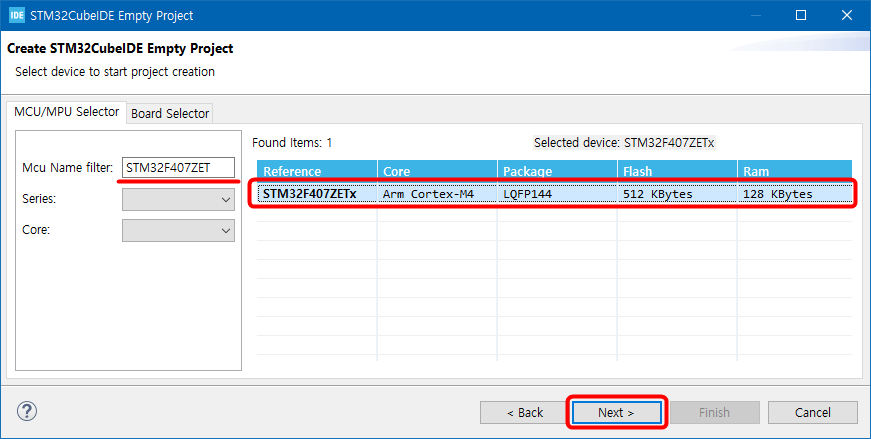 IDE STM32CubeIDE Empty Project
Create STM32CubeIDE Empty Project
Select device to start project creation
MCU/MPU Selector Board Selector
Found Items: 1 Selected device: STM32F407ZETx
Mcu Name filter: STM32F407ZET
Series:
Core:
Reference Core Package Flash Ram
STM32F407ZETx Arm Cortex-M4 LQFP144 512 KBytes 128 KBytes
? < Back Next > Finish Cancel